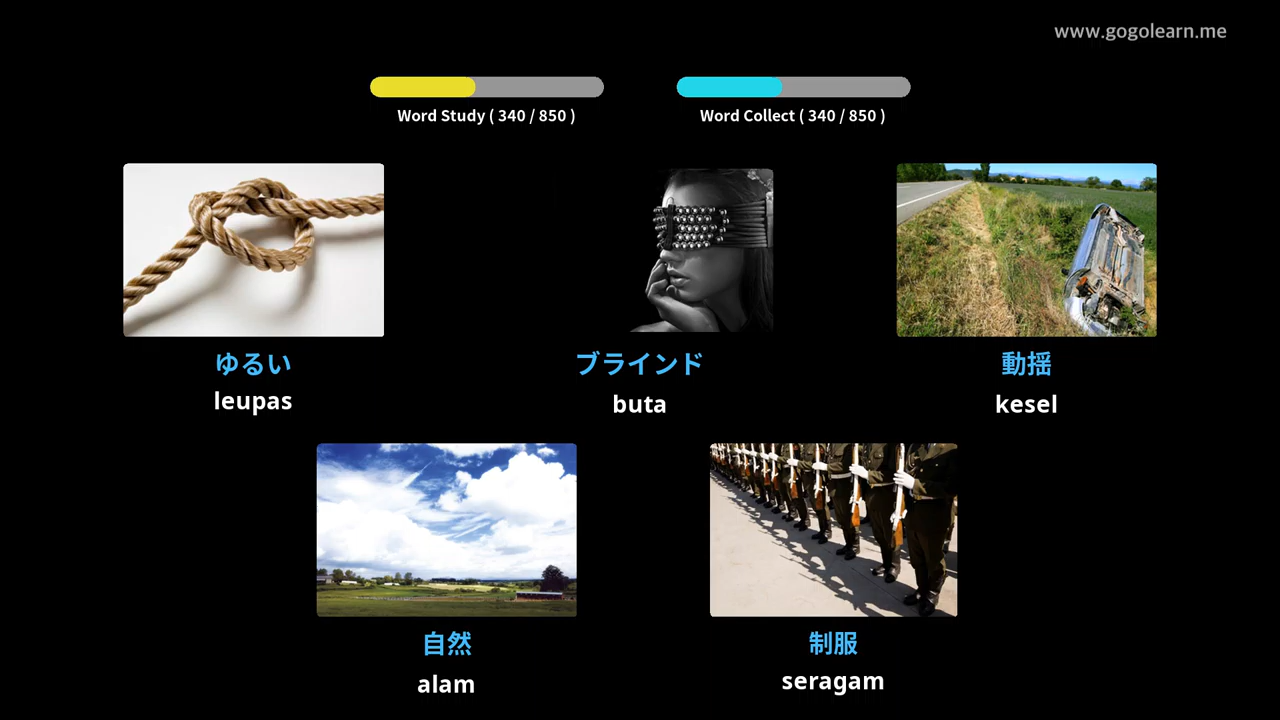 www.gogolearn.me
Word Study ( 340 / 850 )
Word Collect ( 340 / 850 )
ゆるい
leupas
ブラインド
buta
動揺
kesel
自然
alam
制服
seragam